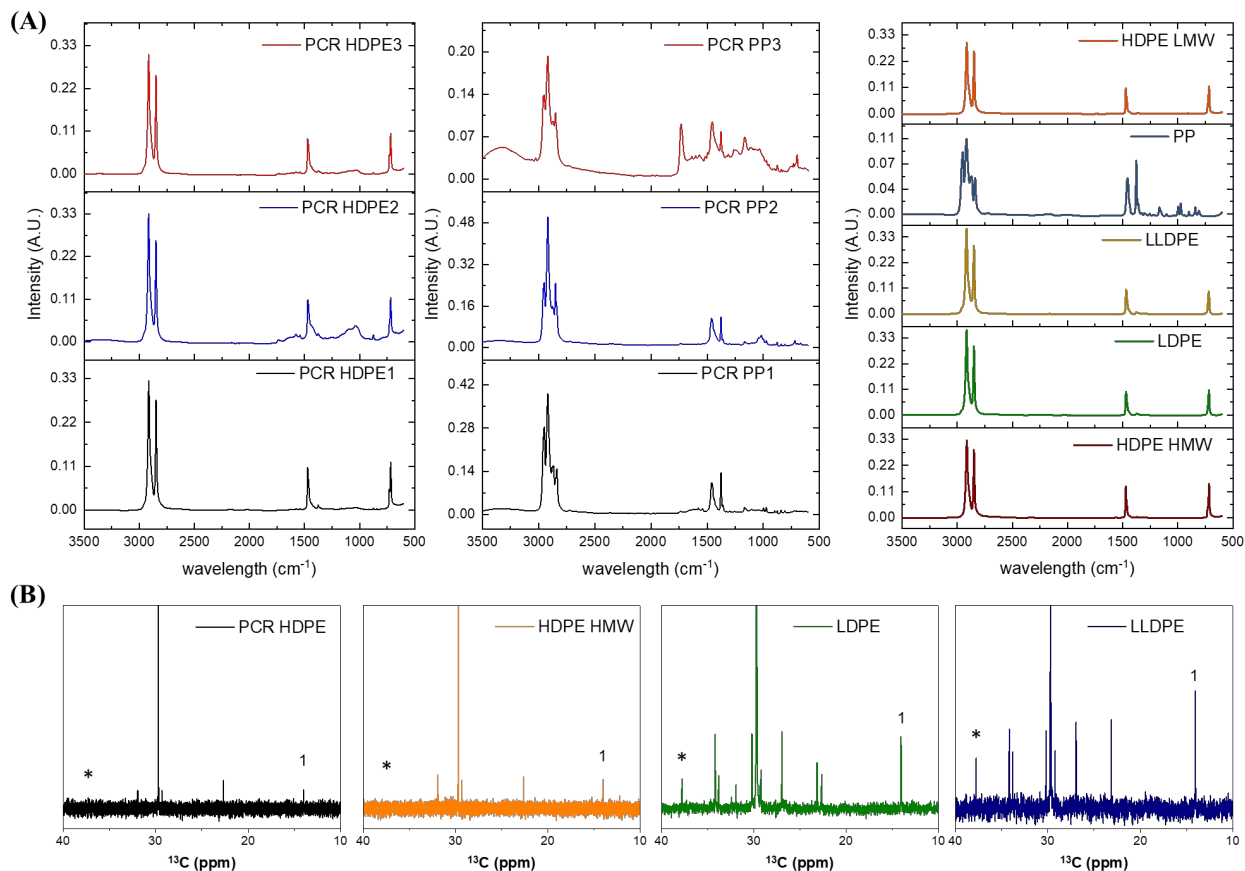 (A)
PCR HDPE3
0.33
0.22
0.11
0.00
PCR HDPE2
0.33
0.22
0.11
0.00
PCR HDPE1
0.33
0.22
0.11
0.00
Intensity (A.U.)
3500 3000 2500 2000 1500 1000 500
wavelength (cm⁻¹)
PCR PP3
0.20
0.14
0.07
0.00
PCR PP2
0.48
0.32
0.16
0.00
PCR PP1
0.42
0.28
0.14
0.00
Intensity (A.U.)
3500 3000 2500 2000 1500 1000 500
wavelength (cm⁻¹)
HDPE LMW
0.33
0.22
0.11
0.00
PP
0.11
0.07
0.04
0.00
LLDPE
0.33
0.22
0.11
0.00
LDPE
0.33
0.22
0.11
0.00
HDPE HMW
0.33
0.22
0.11
0.00
Intensity (A.U.)
3500 3000 2500 2000 1500 1000 500
wavelength (cm⁻¹)
(B)
PCR HDPE
* 1
40 30 20 10
¹³C (ppm)
HDPE HMW
* 1
40 30 20 10
¹³C (ppm)
LDPE
* 1
40 30 20 10
¹³C (ppm)
LLDPE
* 1
40 30 20 10
¹³C (ppm)